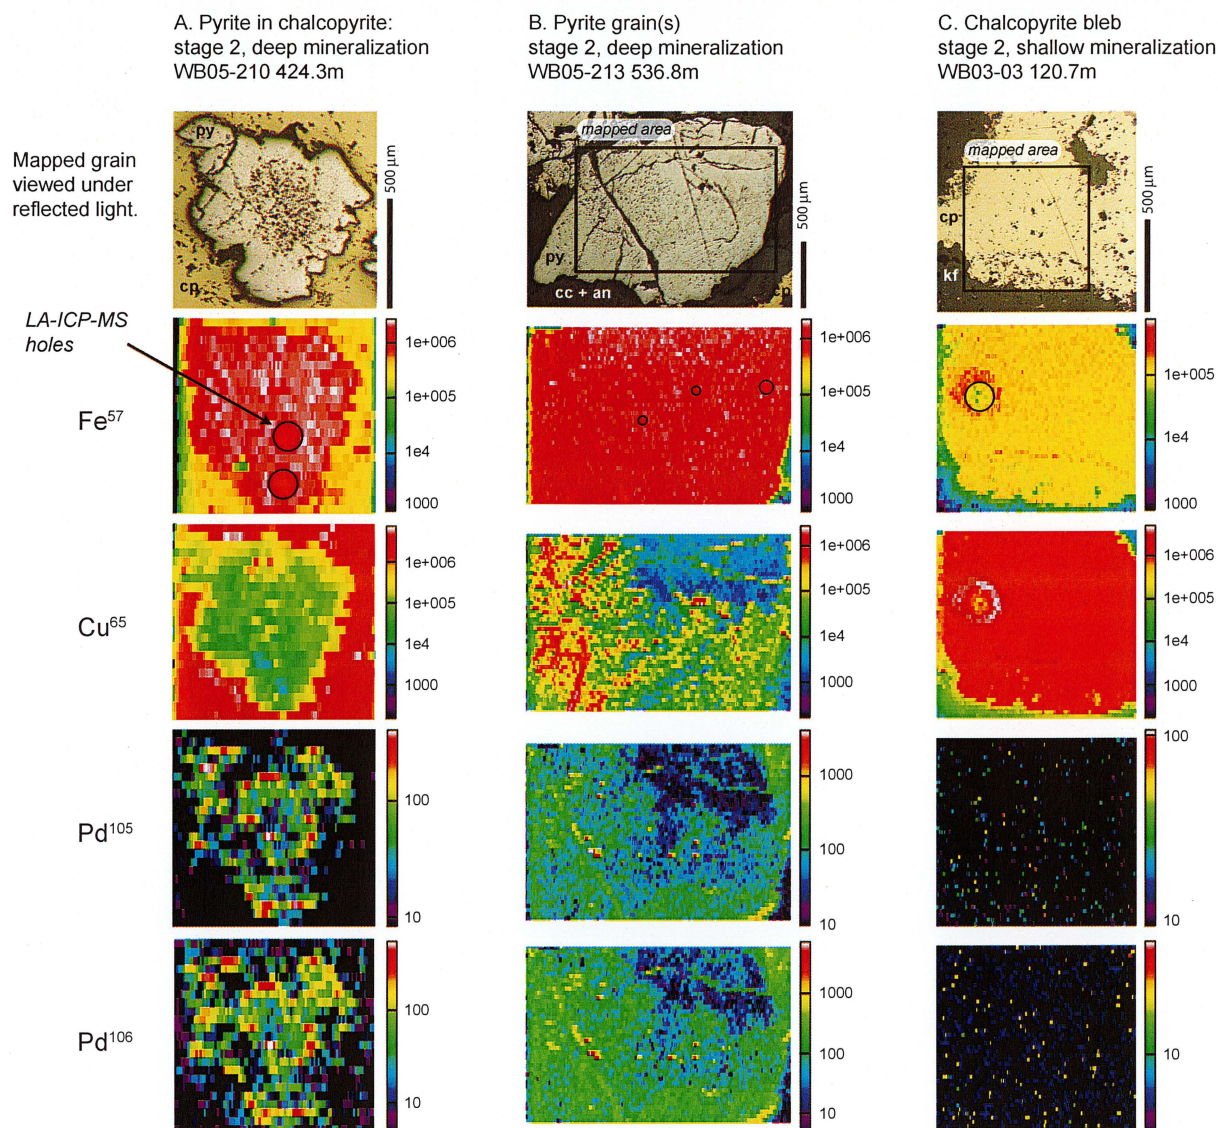 A. Pyrite in chalcopyrite:
stage 2, deep mineralization
WB05-210 424.3m
B. Pyrite grain(s)
stage 2, deep mineralization
WB05-213 536.8m
C. Chalcopyrite bleb
stage 2, shallow mineralization
WB03-03 120.7m
Mapped grain
viewed under
reflected light.
py
cp
500 µm
mapped area
py
cc + an
cp
500 µm
mapped area
cp
kf
500 µm
LA-ICP-MS
holes
Fe57
1e+006
1e+005
1e4
1000
1e+006
1e+005
1e4
1000
1e+005
1e4
1000
Cu65
1e+006
1e+005
1e4
1000
1e+006
1e+005
1e4
1000
1e+006
1e+005
1e4
1000
Pd105
100
10
1000
100
10
100
10
Pd106
100
10
1000
100
10
10